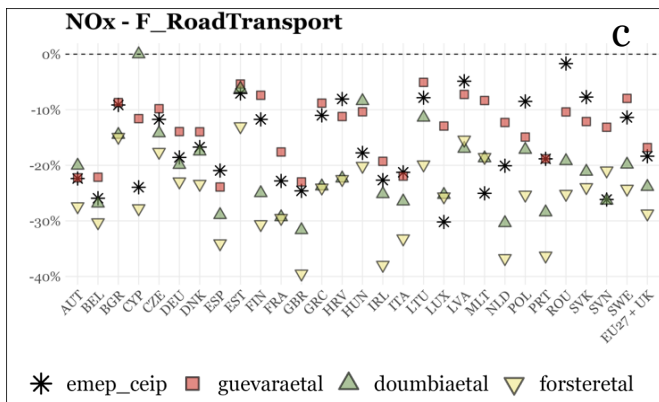 NOx - F_RoadTransport
c
0%
-10%
-20%
-30%
-40%
AUT BEL BGR CYP CZE DEU DNK ESP EST FIN FRA GBR GRC HRV HUN IRL ITA LTU LUX LVA MLT NLD POL PRT ROU SVK SVN SWE EU27 + UK
emep_ceip guevaraetal doumbiaetal forsteretal